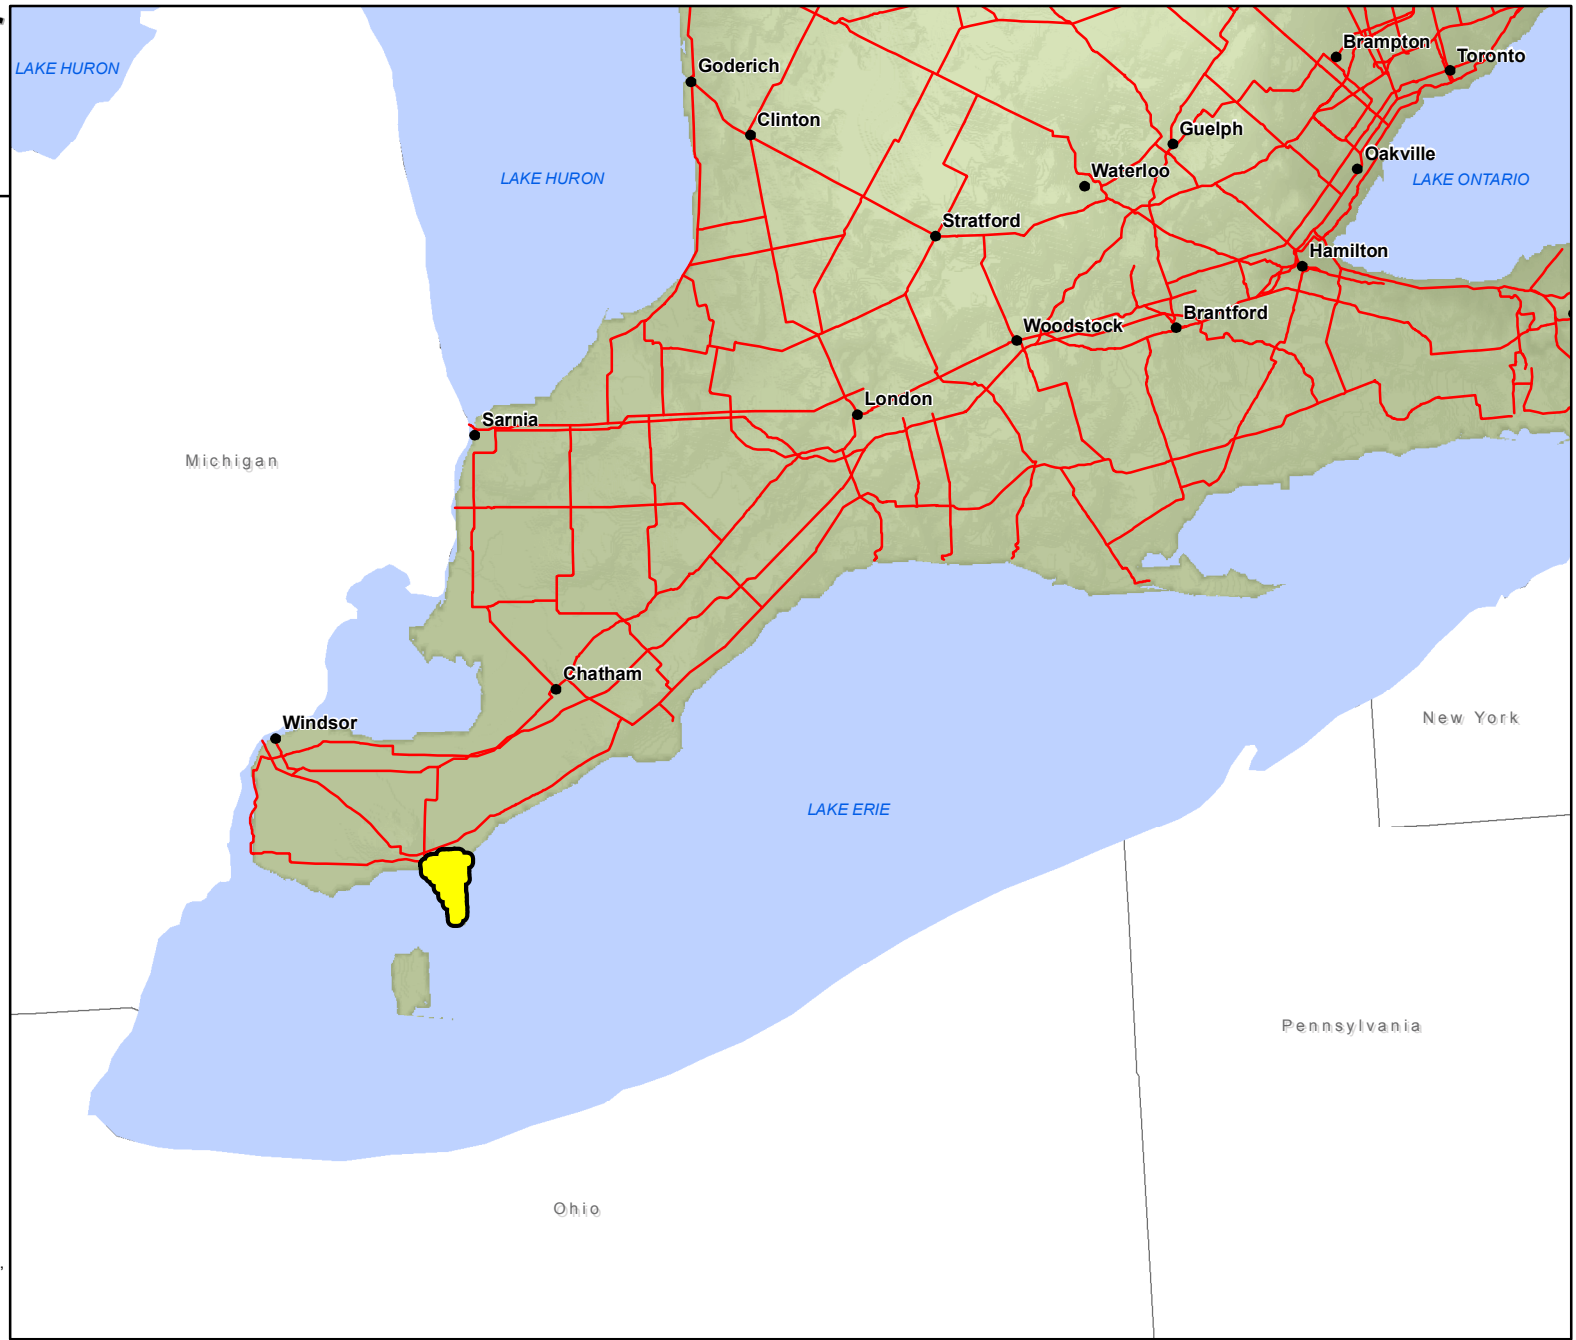 Brampton
Toronto
LAKE HURON
Goderich
Clinton
Guelph
Oakville
Waterloo
LAKE HURON
LAKE ONTARIO
Stratford
Hamilton
Brantford
Woodstock
London
Sarnia
Michigan
Chatham
New York
Windsor
LAKE ERIE
Pennsylvania
Ohio